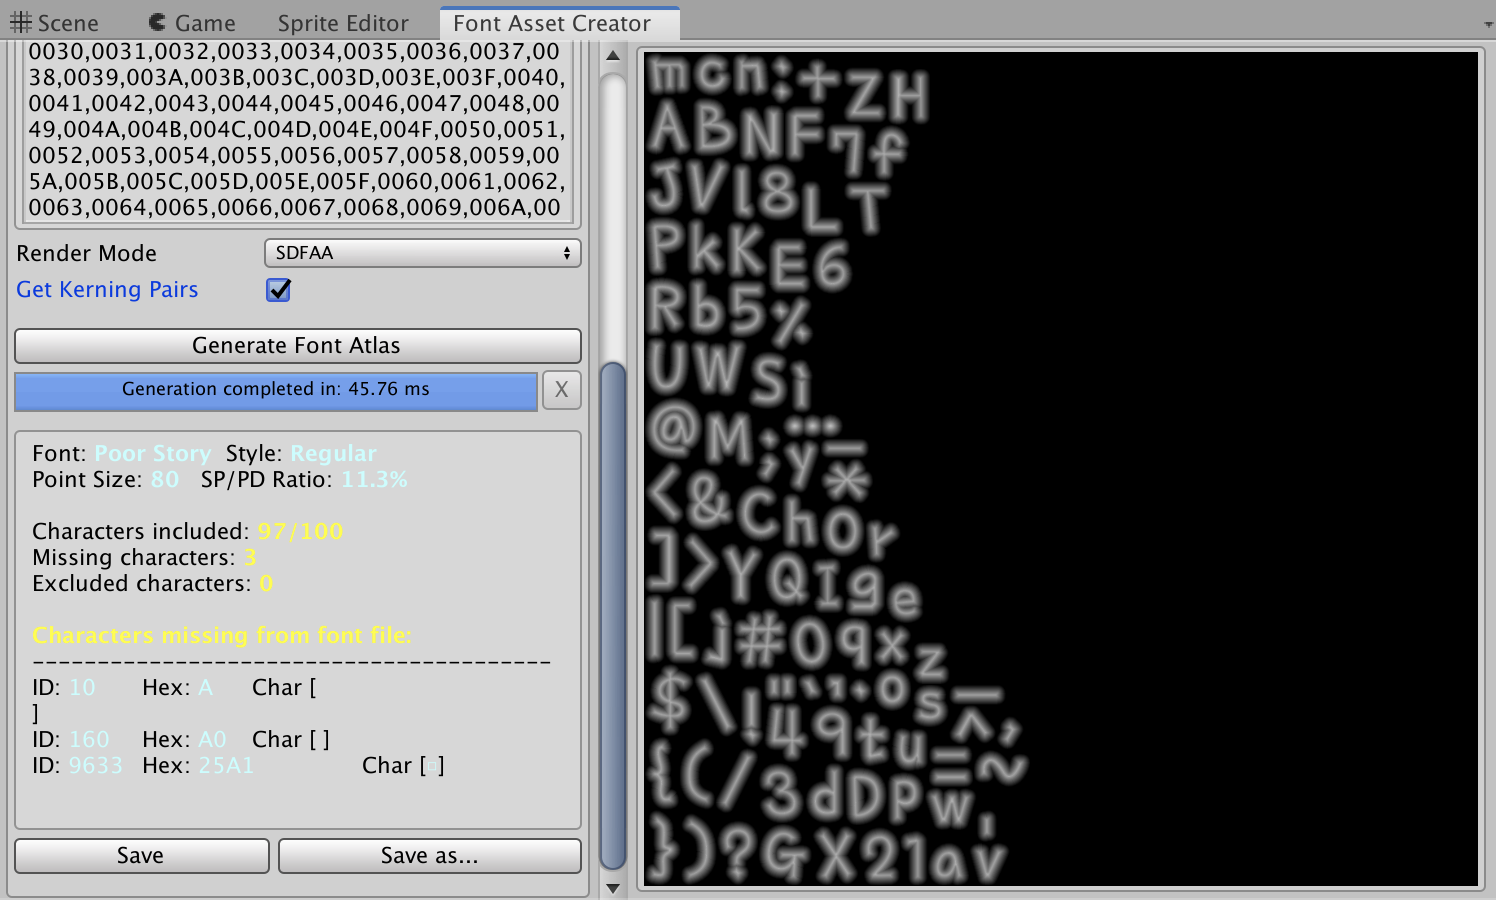 Scene Game Sprite Editor Font Asset Creator
0030,0031,0032,0033,0034,0035,0036,0037,00
38,0039,003A,003B,003C,003D,003E,003F,0040,
0041,0042,0043,0044,0045,0046,0047,0048,00
49,004A,004B,004C,004D,004E,004F,0050,0051,
0052,0053,0054,0055,0056,0057,0058,0059,00
5A,005B,005C,005D,005E,005F,0060,0061,0062,
0063,0064,0065,0066,0067,0068,0069,006A,00
Render Mode SDFAA
Get Kerning Pairs
Generate Font Atlas
Generation completed in: 45.76 ms X
Font: Poor Story Style: Regular
Point Size: 80 SP/PD Ratio: 11.3%
Characters included: 97/100
Missing characters: 3
Excluded characters: 0
Characters missing from font file:
----------------------------------------
ID: 10 Hex: A Char [
]
ID: 160 Hex: A0 Char [ ]
ID: 9633 Hex: 25A1 Char [□]
Save Save as...
mcn:+ZH
ABNF7f
JVl8LT
PkKE6
Rb5%
UWSi
@M;y…—*
<&ChOr
]>YQIge
|[j#0qxz
$\!"49tu=^~
{(/3dDpw
})?GX21av